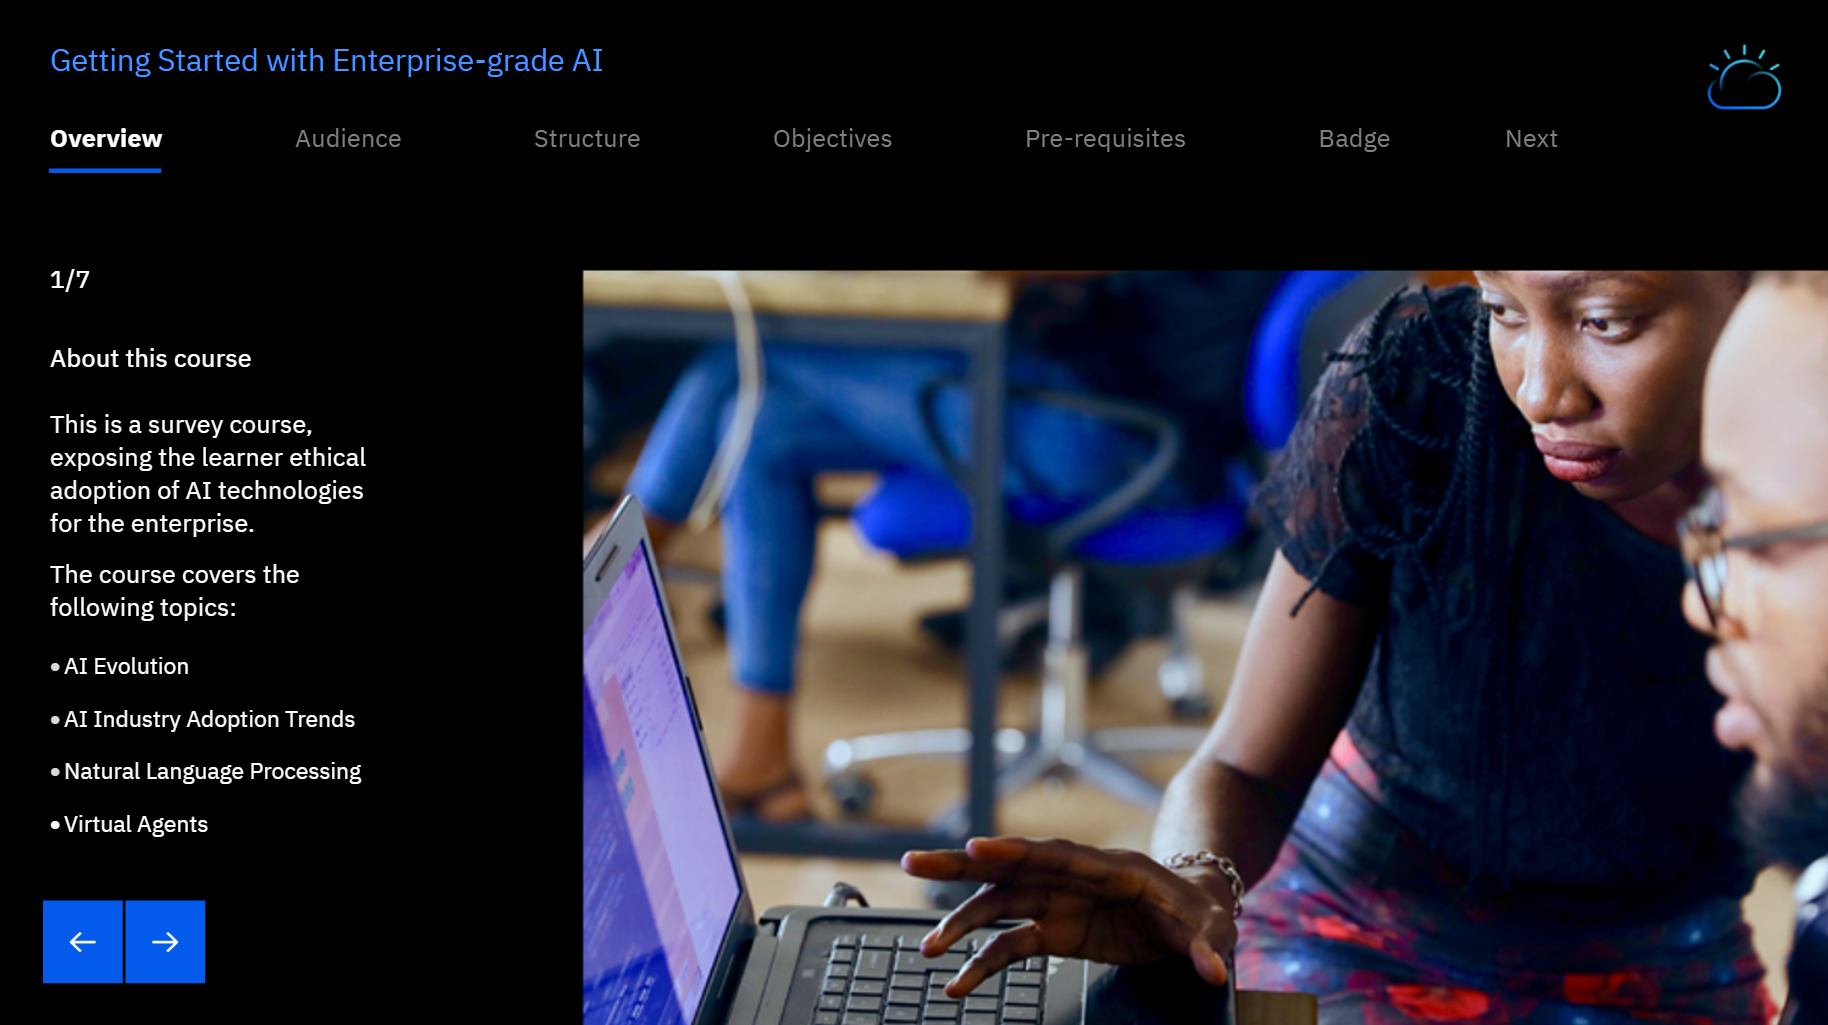 Getting Started with Enterprise-grade AI
Overview Audience Structure Objectives Pre-requisites Badge Next
1/7
About this course
This is a survey course,
exposing the learner ethical
adoption of AI technologies
for the enterprise.
The course covers the
following topics:
• AI Evolution
• AI Industry Adoption Trends
• Natural Language Processing
• Virtual Agents